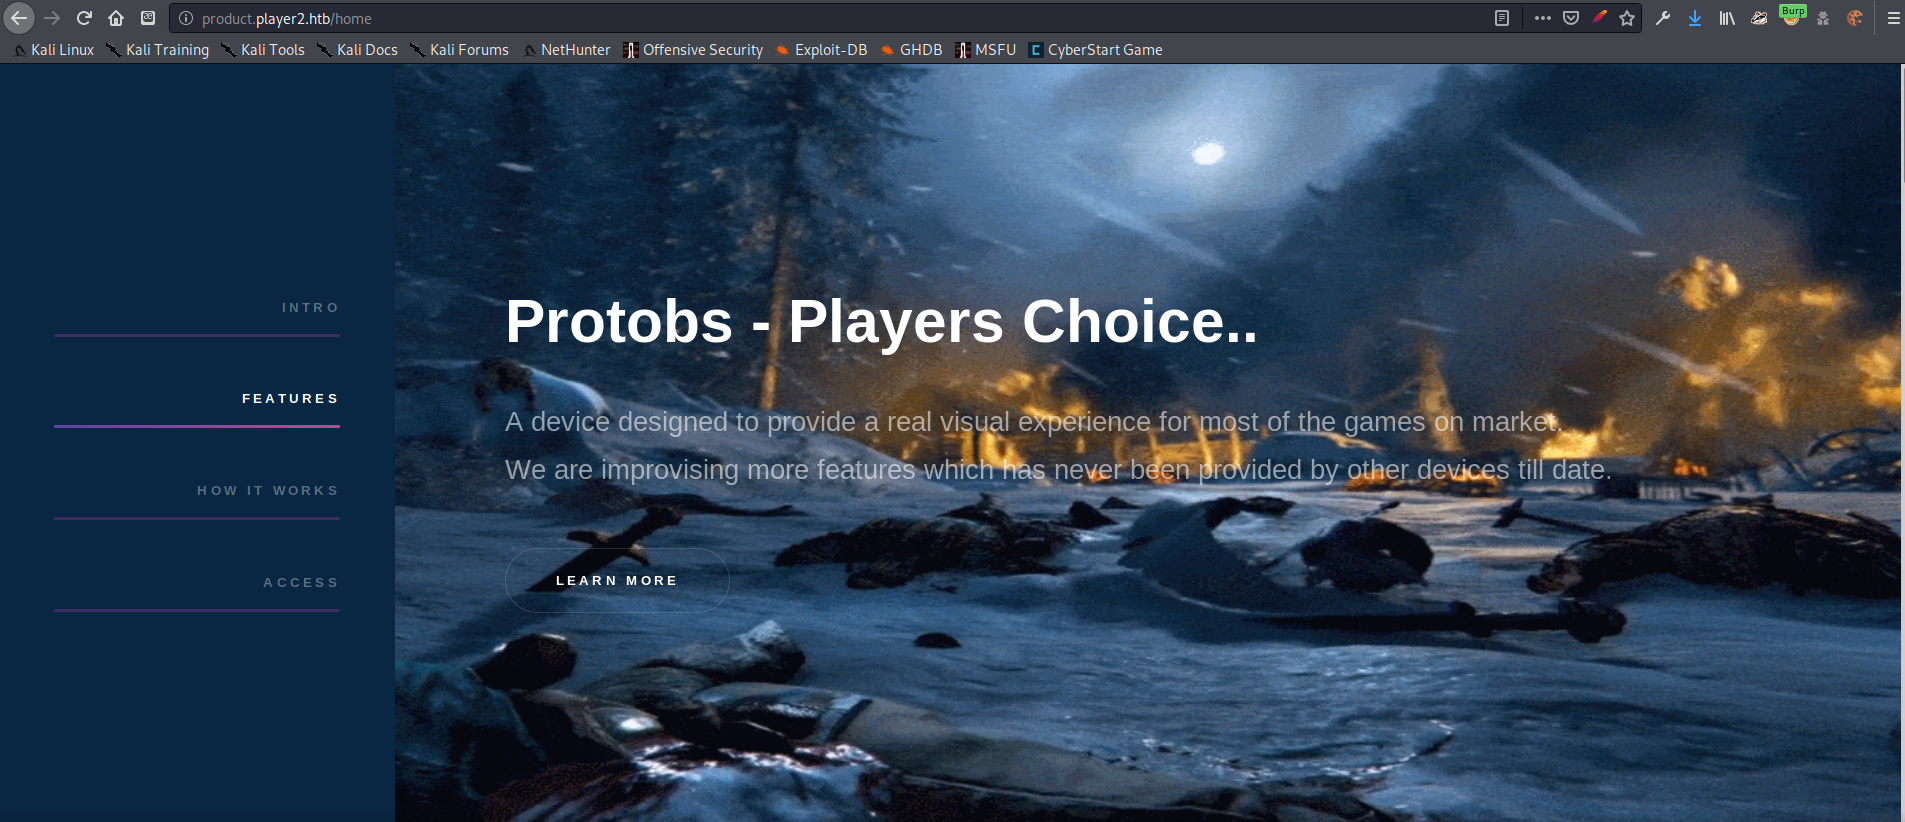 product.player2.htb/home
Burp
Kali Linux Kali Training Kali Tools Kali Docs Kali Forums NetHunter Offensive Security Exploit-DB GHDB MSFU CyberStart Game
INTRO
FEATURES
HOW IT WORKS
ACCESS
Protobs - Players Choice..
A device designed to provide a real visual experience for most of the games on market.
We are improvising more features which has never been provided by other devices till date.
LEARN MORE